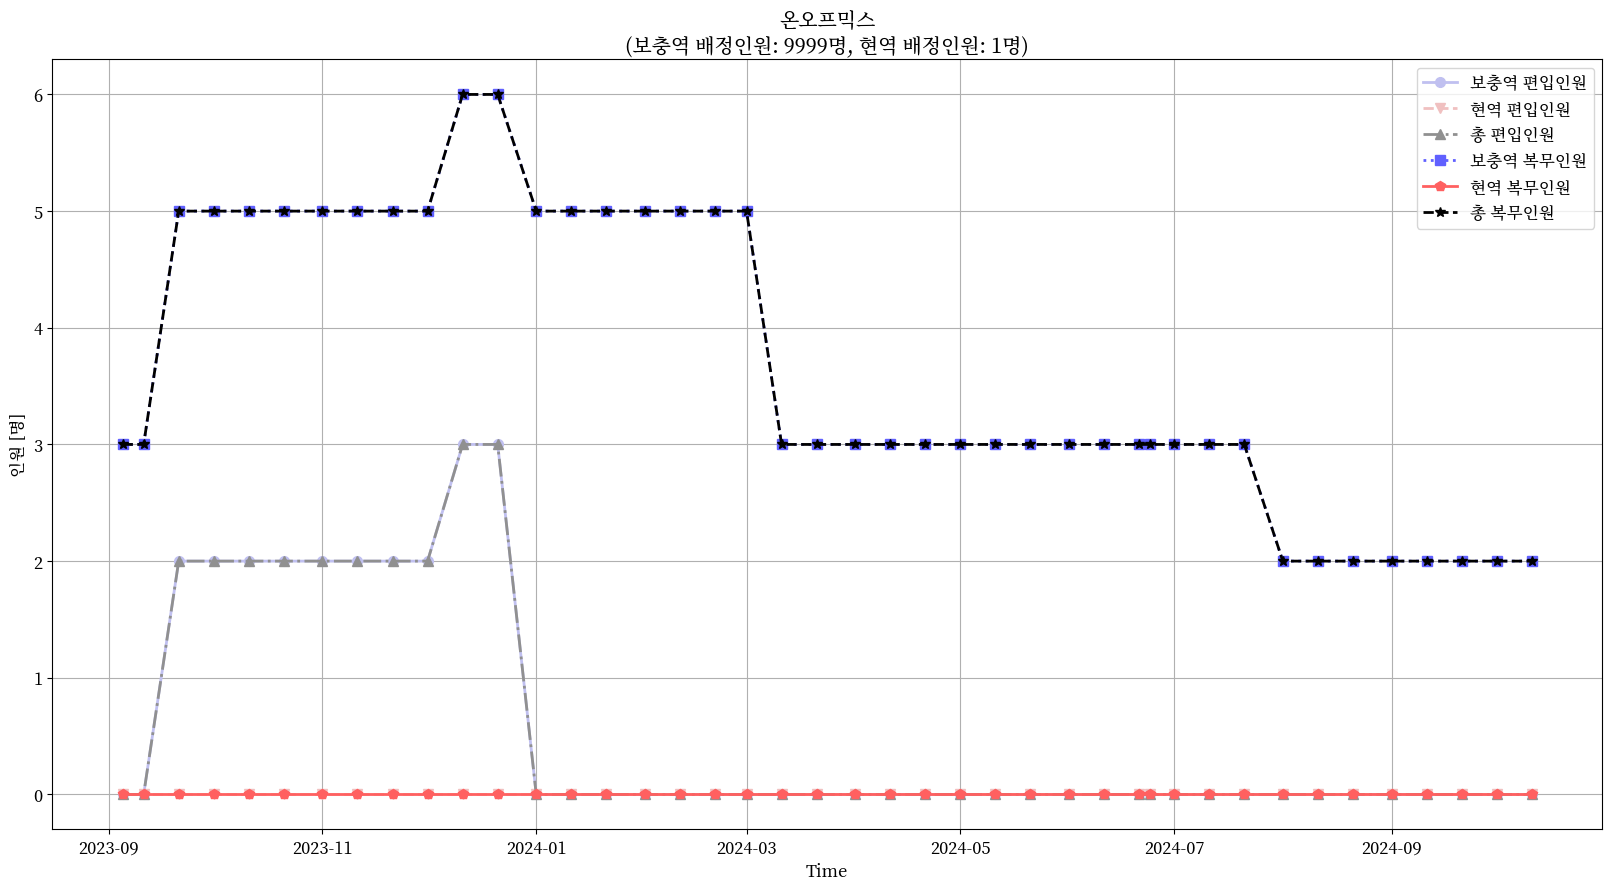 온오프믹스
(보충역 배정인원: 9999명, 현역 배정인원: 1명)
보충역 편입인원
현역 편입인원
총 편입인원
보충역 복무인원
현역 복무인원
총 복무인원
인원 [명]
6
5
4
3
2
1
0
2023-09 2023-11 2024-01 2024-03 2024-05 2024-07 2024-09
Time